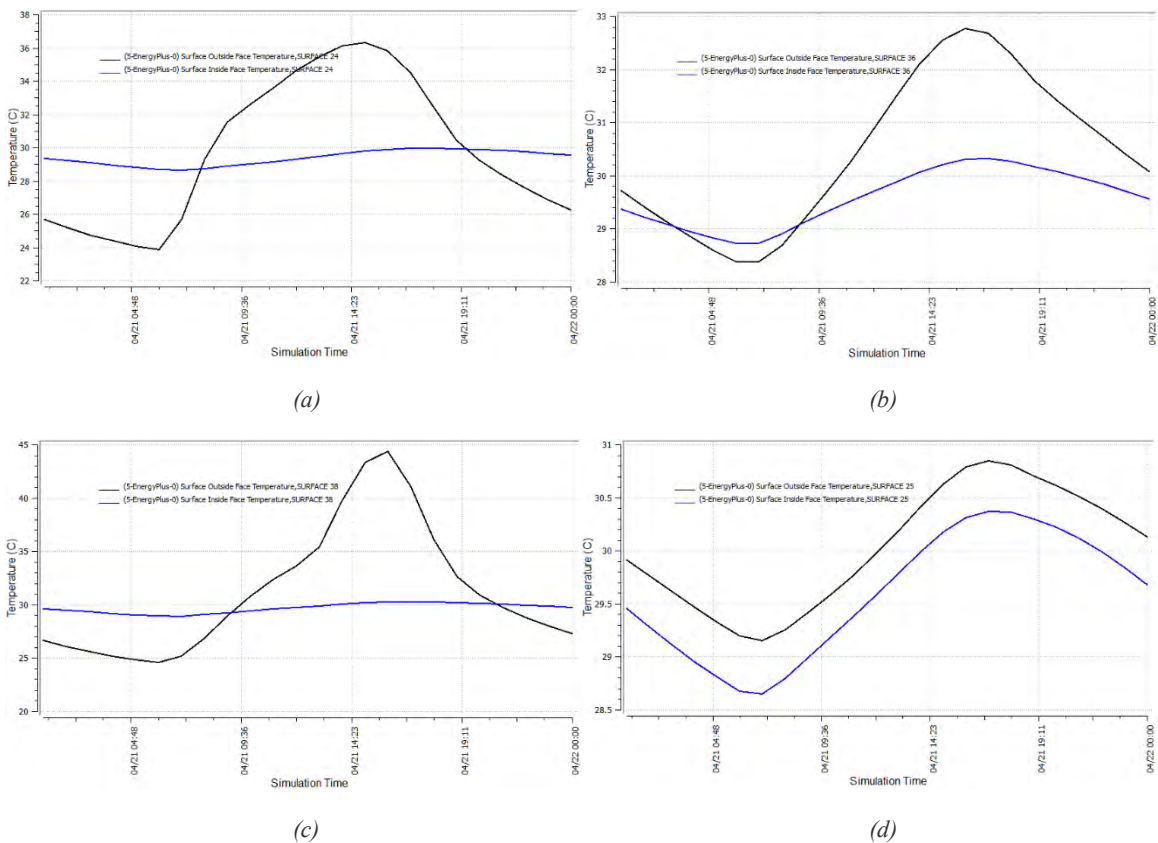 38
36
34
32
30
28
26
24
22
Temperature (C)
(5-EnergyPlus-0) Surface Outside Face Temperature,SURFACE 24
(5-EnergyPlus-0) Surface Inside Face Temperature,SURFACE 24
04/21 04:48
04/21 09:36
04/21 14:23
04/21 19:11
04/22 00:00
Simulation Time
(a)
33
32
31
30
29
28
Temperature (C)
(5-EnergyPlus-0) Surface Outside Face Temperature,SURFACE 36
(5-EnergyPlus-0) Surface Inside Face Temperature,SURFACE 36
04/21 04:48
04/21 09:36
04/21 14:23
04/21 19:11
04/22 00:00
Simulation Time
(b)
45
40
35
30
25
20
Temperature (C)
(5-EnergyPlus-0) Surface Outside Face Temperature,SURFACE 38
(5-EnergyPlus-0) Surface Inside Face Temperature,SURFACE 38
04/21 04:48
04/21 09:36
04/21 14:23
04/21 19:11
04/22 00:00
Simulation Time
(c)
31
30.5
30
29.5
29
28.5
Temperature (C)
(5-EnergyPlus-0) Surface Outside Face Temperature,SURFACE 25
(5-EnergyPlus-0) Surface Inside Face Temperature,SURFACE 25
04/21 04:48
04/21 09:36
04/21 14:23
04/21 19:11
04/22 00:00
Simulation Time
(d)